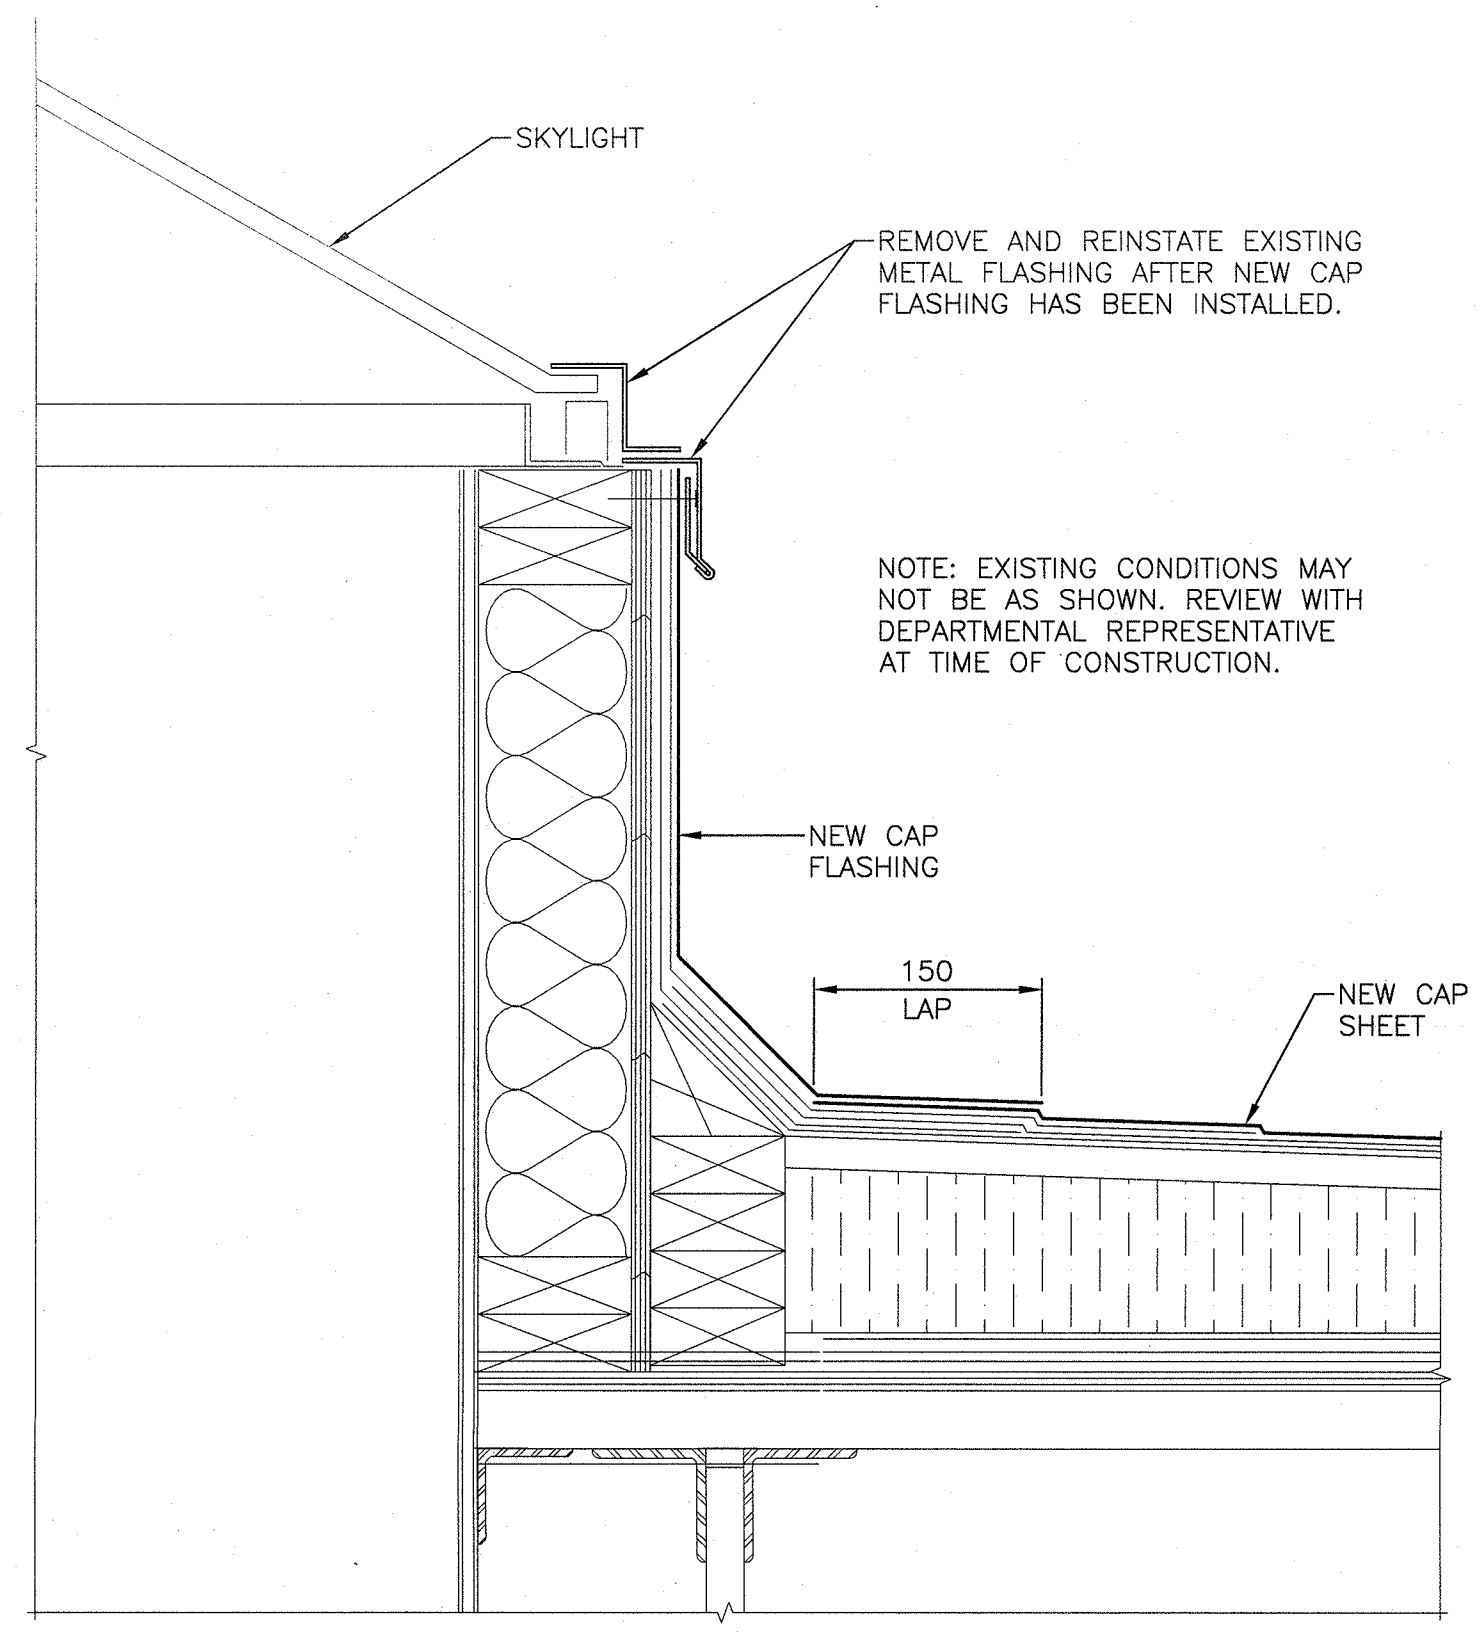 SKYLIGHT
REMOVE AND REINSTATE EXISTING
METAL FLASHING AFTER NEW CAP
FLASHING HAS BEEN INSTALLED.
NOTE: EXISTING CONDITIONS MAY
NOT BE AS SHOWN. REVIEW WITH
DEPARTMENTAL REPRESENTATIVE
AT TIME OF CONSTRUCTION.
NEW CAP
FLASHING
150
LAP
NEW CAP
SHEET